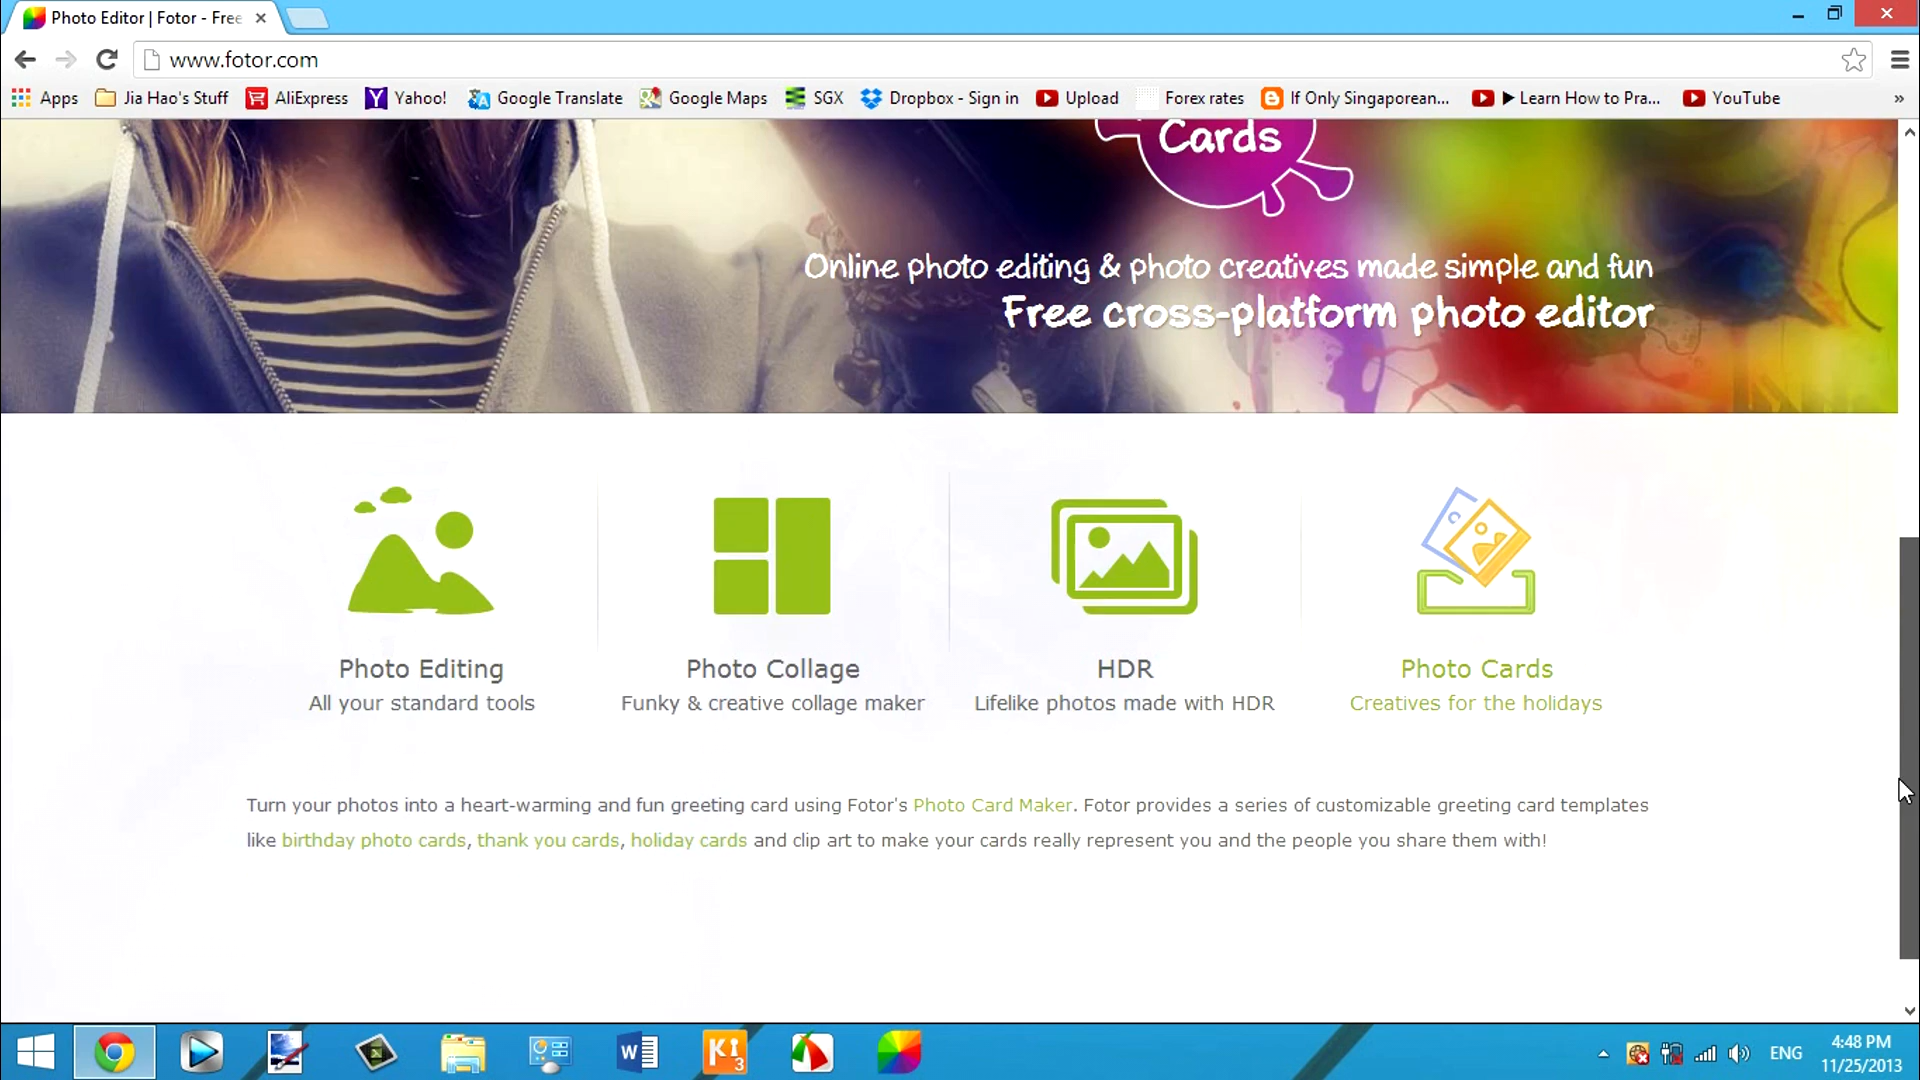 Photo Editor | Fotor - Free
www.fotor.com
Apps Jia Hao's Stuff AliExpress Yahoo! Google Translate Google Maps SGX Dropbox - Sign in Upload Forex rates If Only Singaporean... ▶ Learn How to Pra... YouTube »
Cards
Online photo editing & photo creatives made simple and fun
Free cross-platform photo editor
Photo Editing Photo Collage HDR Photo Cards
All your standard tools Funky & creative collage maker Lifelike photos made with HDR Creatives for the holidays
Turn your photos into a heart-warming and fun greeting card using Fotor's Photo Card Maker. Fotor provides a series of customizable greeting card templates
like birthday photo cards, thank you cards, holiday cards and clip art to make your cards really represent you and the people you share them with!
W KI 3 ENG 4:48 PM
11/25/2013